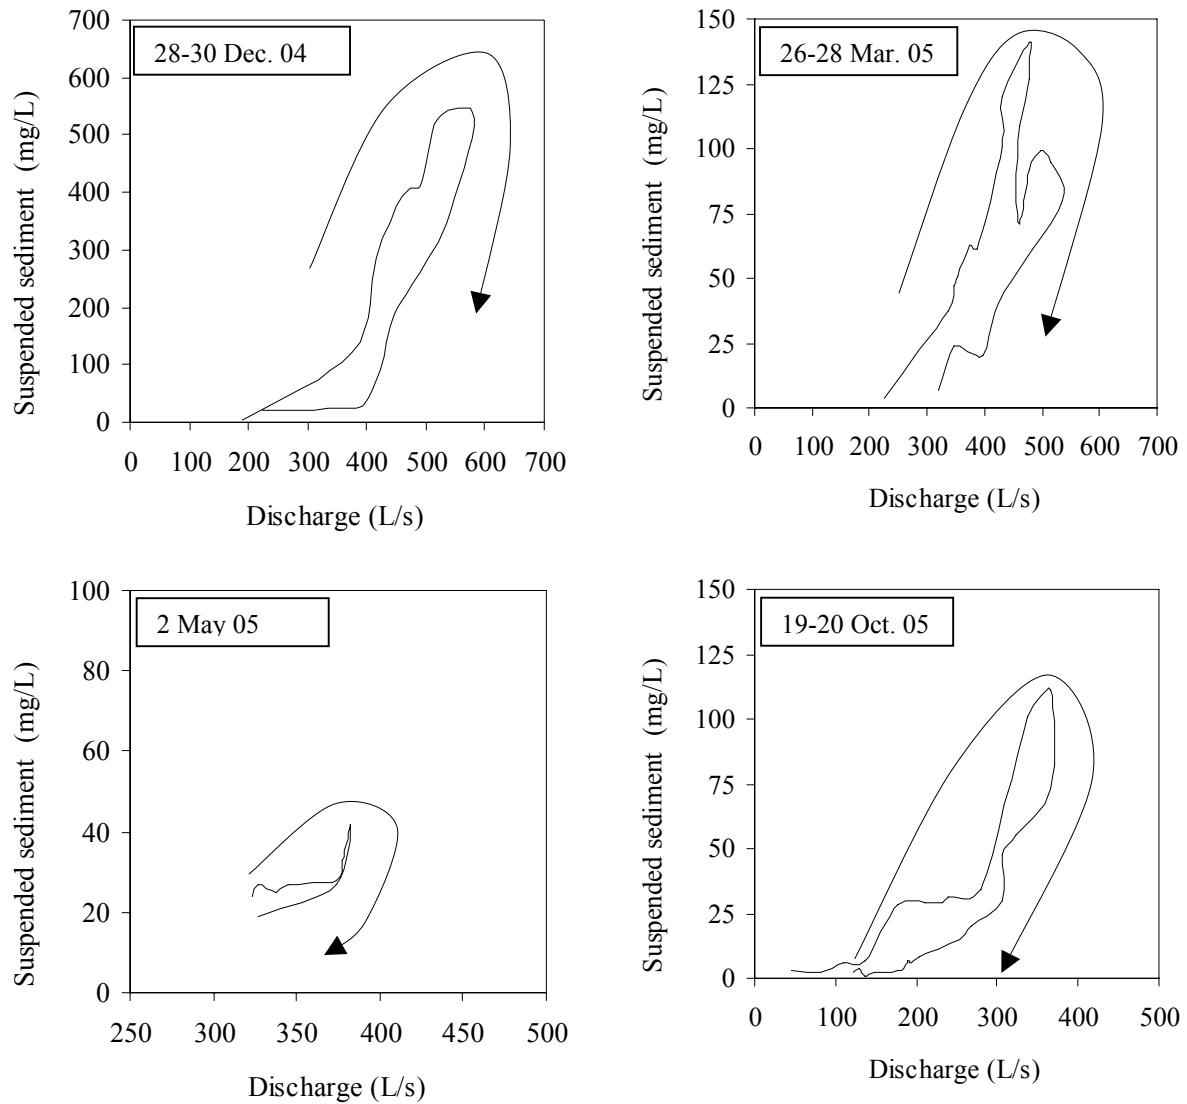 28-30 Dec. 04
Suspended sediment (mg/L)
700
600
500
400
300
200
100
0
0 100 200 300 400 500 600 700
Discharge (L/s)
26-28 Mar. 05
Suspended sediment (mg/L)
150
125
100
75
50
25
0
0 100 200 300 400 500 600 700
Discharge (L/s)
2 May 05
Suspended sediment (mg/L)
100
80
60
40
20
0
250 300 350 400 450 500
Discharge (L/s)
19-20 Oct. 05
Suspended sediment (mg/L)
150
125
100
75
50
25
0
0 100 200 300 400 500
Discharge (L/s)